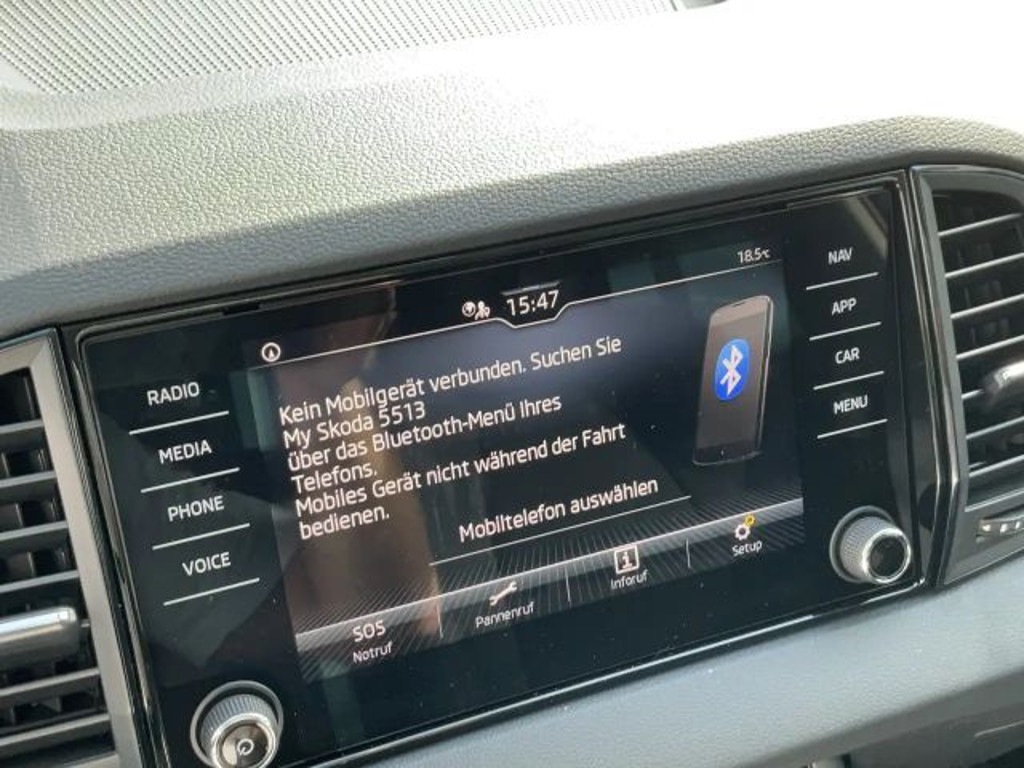 15:47
18.5°C
RADIO
MEDIA
PHONE
VOICE
Kein Mobilgerät verbunden. Suchen Sie
My Skoda 5513
über das Bluetooth-Menü Ihres
Telefons.
Mobiles Gerät nicht während der Fahrt
bedienen.
Mobiltelefon auswählen
SOS
Notruf
Pannenruf
Inforuf
Setup
NAV
APP
CAR
MENU